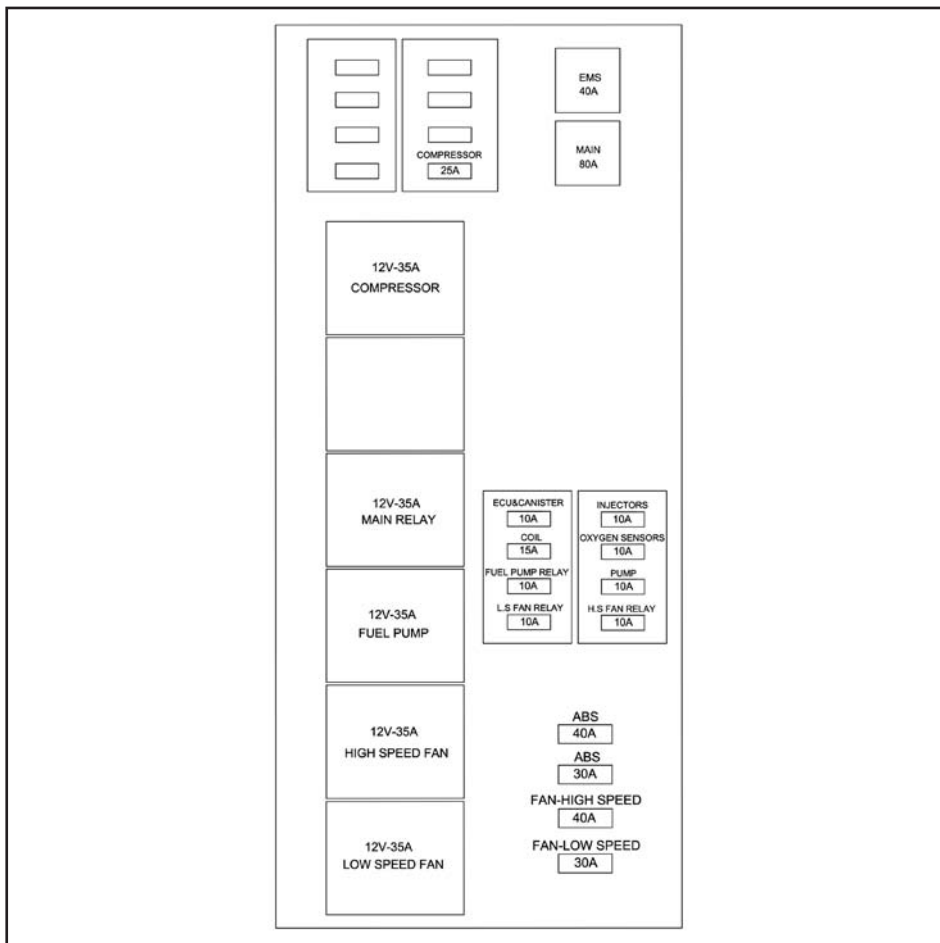 EMS
40A
MAIN
80A
COMPRESSOR
25A
12V-35A
COMPRESSOR
12V-35A
MAIN RELAY
ECU&CANISTER
10A
COIL
15A
FUEL PUMP RELAY
10A
L.S FAN RELAY
10A
INJECTORS
10A
OXYGEN SENSORS
10A
PUMP
10A
H.S FAN RELAY
10A
12V-35A
FUEL PUMP
12V-35A
HIGH SPEED FAN
12V-35A
LOW SPEED FAN
ABS
40A
ABS
30A
FAN-HIGH SPEED
40A
FAN-LOW SPEED
30A